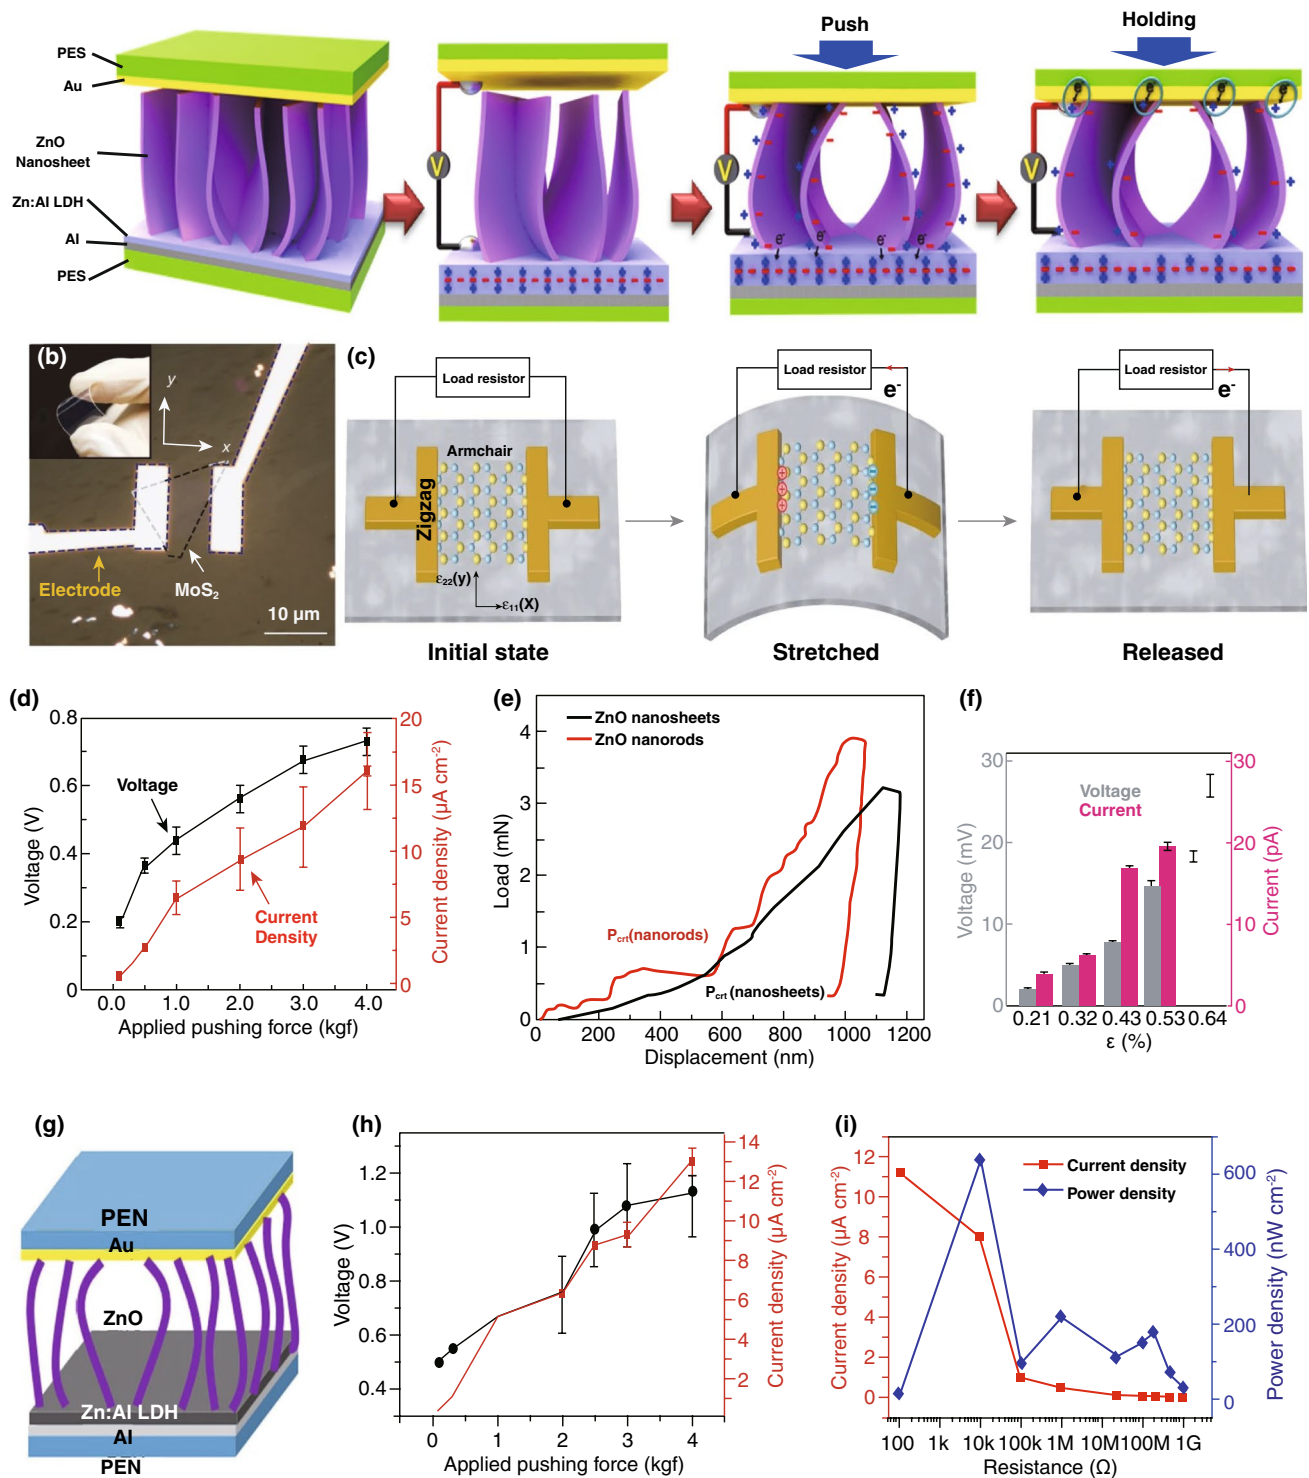 Push
Holding
PES
Au
ZnO
Nanosheet
Zn:Al LDH
Al
PES
V
V
V
e-
e-
e-
e-
e-
e-
e-
e-
(b)
y
x
Electrode
MoS2
10 µm
(c)
Load resistor
Load resistor
Load resistor
e-
e-
Armchair
Zigzag
ε22(y)
ε11(X)
Initial state
Stretched
Released
(d)
Voltage (V)
0.8
0.6
0.4
0.2
0
Voltage
Current
Density
20
15
10
5
0
Current density (µA cm-2)
0.0 1.0 2.0 3.0 4.0
Applied pushing force (kgf)
(e)
ZnO nanosheets
ZnO nanorods
Load (mN)
4
3
2
1
0
Pcrt(nanorods)
Pcrt(nanosheets)
200 400 600 800 1000 1200
Displacement (nm)
(f)
Voltage (mV)
30
20
10
0
Voltage
Current
30
20
10
0
Current (pA)
0.21 0.32 0.43 0.53 0.64
ε (%)
(g)
PEN
Au
ZnO
Zn:Al LDH
Al
PEN
(h)
Voltage (V)
1.2
1.0
0.8
0.6
0.4
14
12
10
8
6
4
2
Current density (µA cm-2)
0 1 2 3 4
Applied pushing force (kgf)
(i)
Current density
Power density
Current density (µA cm-2)
12
10
8
6
4
2
0
600
400
200
0
Power density (nW cm-2)
100 1k 10k 100k 1M 10M 100M 1G
Resistance (Ω)